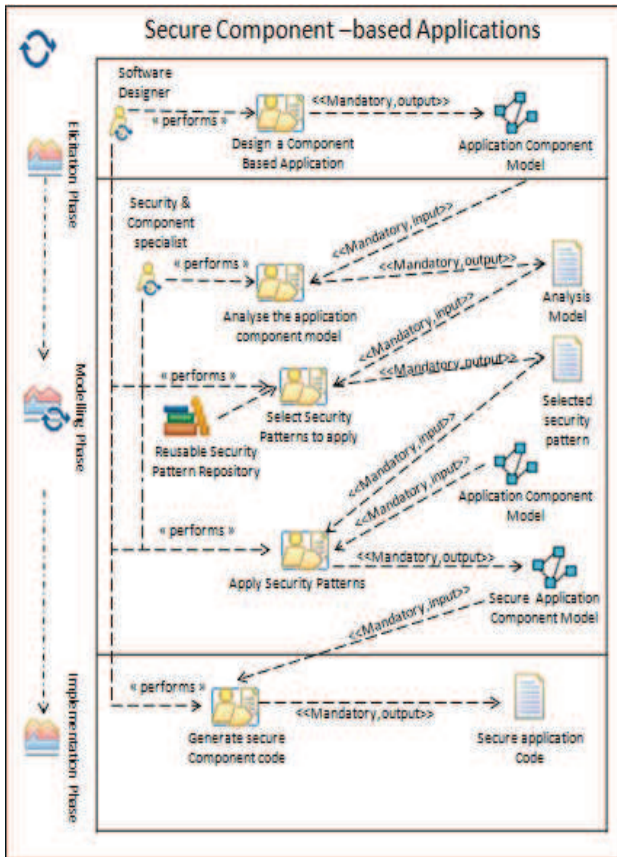 Secure Component –based Applications
Elicitation Phase
Software
Designer
« performs »
<<Mandatory,output>>
Design a Component
Based Application
Application Component
Model
Modelling Phase
Security &
Component
specialist
« performs »
<<Mandatory,input>>
<<Mandatory,output>>
Analyse the application
component model
Analysis
Model
<<Mandatory,input>>
« performs »
<<Mandatory,output>>
Select Security
Patterns to apply
Reusable Security
Pattern Repository
Selected
security
pattern
<<Mandatory,input>>
<<Mandatory,input>>
Application Component
Model
« performs »
<<Mandatory,output>>
Apply Security Patterns
Secure Application
Component Model
<<Mandatory,input>>
Implementation Phase
« performs »
<<Mandatory,output>>
Generate secure
Component code
Secure application
Code